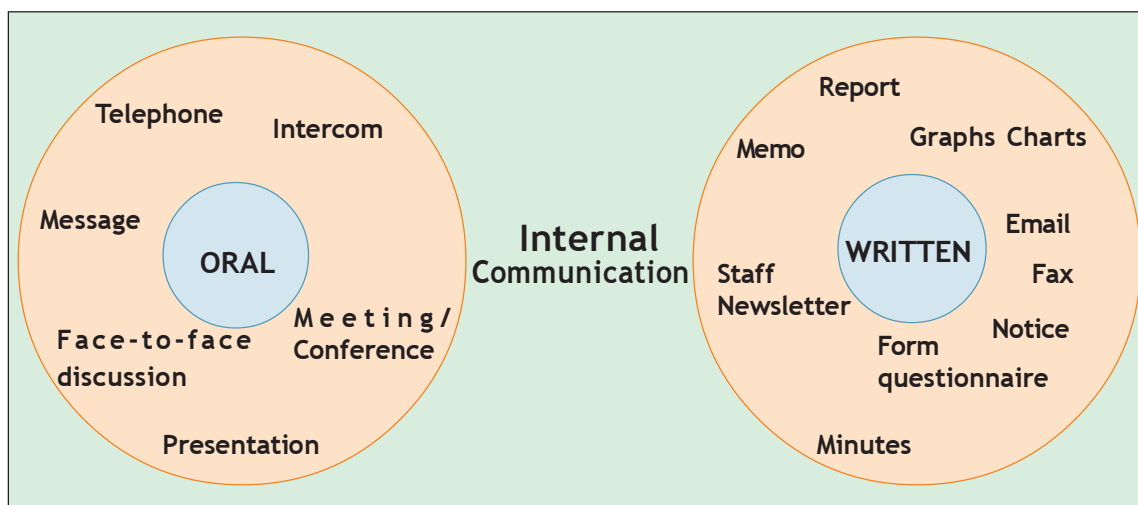 Telephone
Intercom
Message
ORAL
Meeting/
Conference
Face-to-face
discussion
Presentation
Internal
Communication
Report
Graphs Charts
Memo
Email
WRITTEN
Fax
Staff
Newsletter
Notice
Form
questionnaire
Minutes